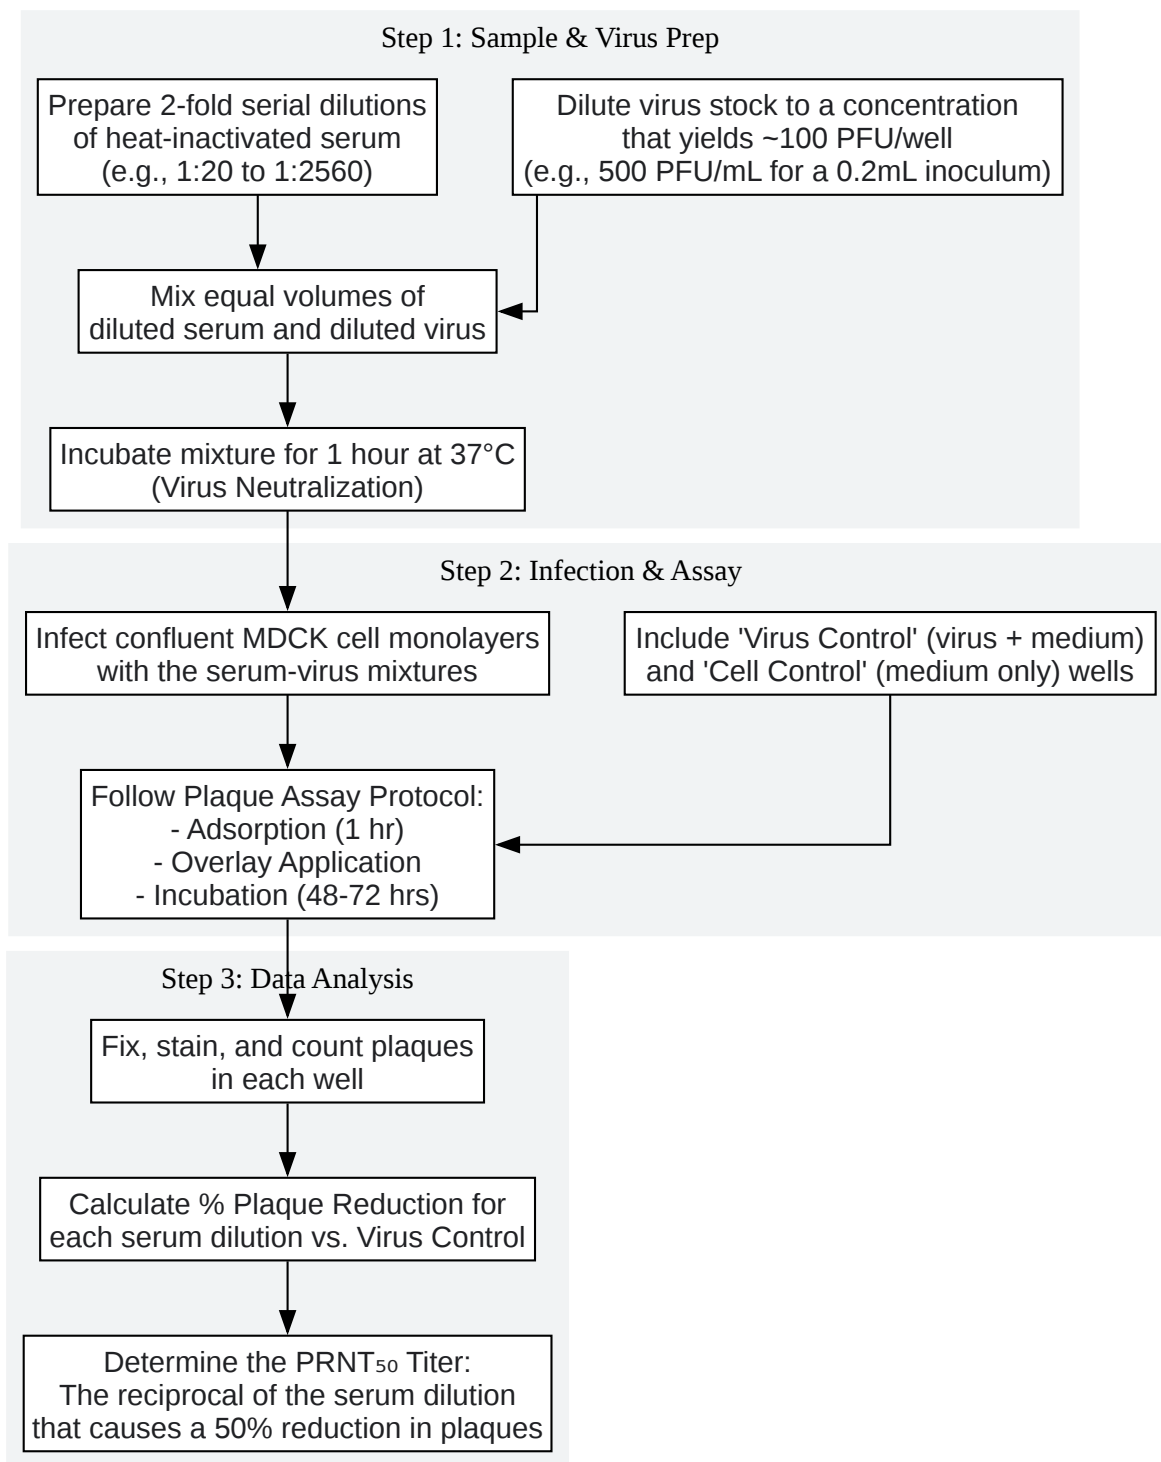 Step 1: Sample & Virus Prep
Prepare 2-fold serial dilutions
of heat-inactivated serum
(e.g., 1:20 to 1:2560)
Dilute virus stock to a concentration
that yields ~100 PFU/well
(e.g., 500 PFU/mL for a 0.2mL inoculum)
Mix equal volumes of
diluted serum and diluted virus
Incubate mixture for 1 hour at 37°C
(Virus Neutralization)
Step 2: Infection & Assay
Infect confluent MDCK cell monolayers
with the serum-virus mixtures
Include 'Virus Control' (virus + medium)
and 'Cell Control' (medium only) wells
Follow Plaque Assay Protocol:
- Adsorption (1 hr)
- Overlay Application
- Incubation (48-72 hrs)
Step 3: Data Analysis
Fix, stain, and count plaques
in each well
Calculate % Plaque Reduction for
each serum dilution vs. Virus Control
Determine the PRNT₅₀ Titer:
The reciprocal of the serum dilution
that causes a 50% reduction in plaques